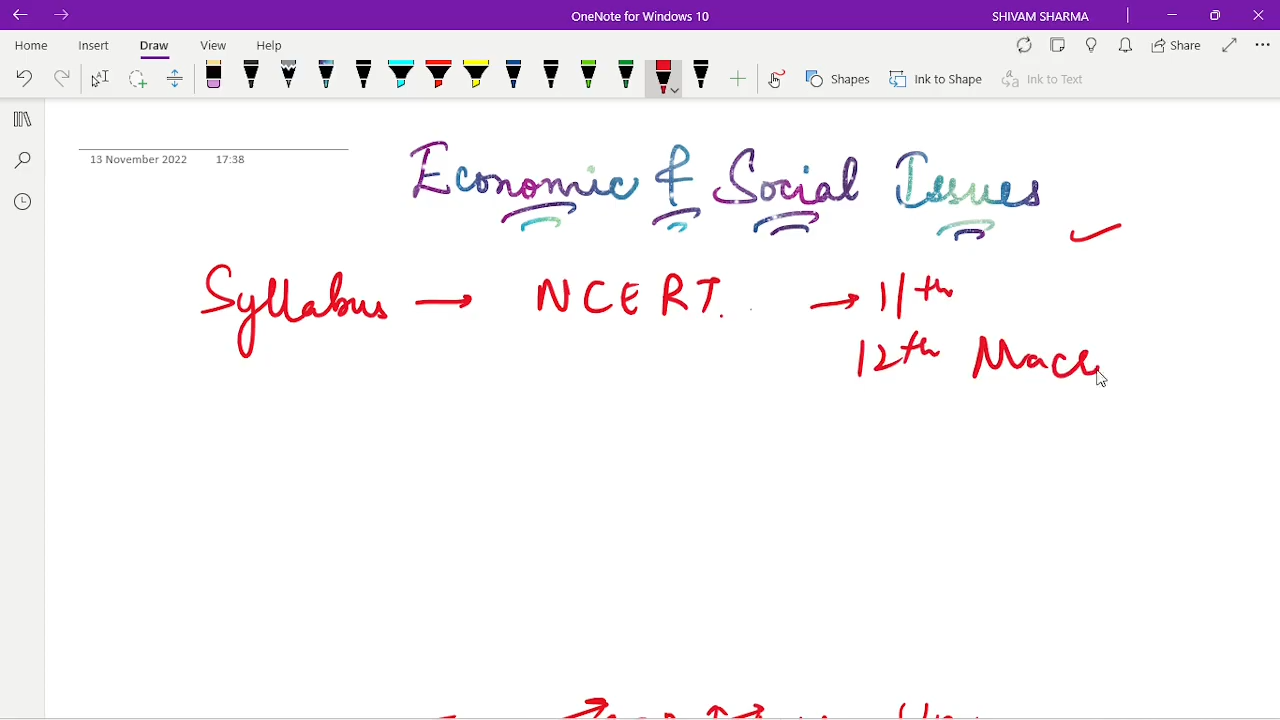 OneNote for Windows 10
SHIVAM SHARMA
Home Insert Draw View Help
Share
Shapes Ink to Shape Ink to Text
13 November 2022 17:38
Economic & Social Issues
Syllabus → NCERT. → 11th
12th Macr